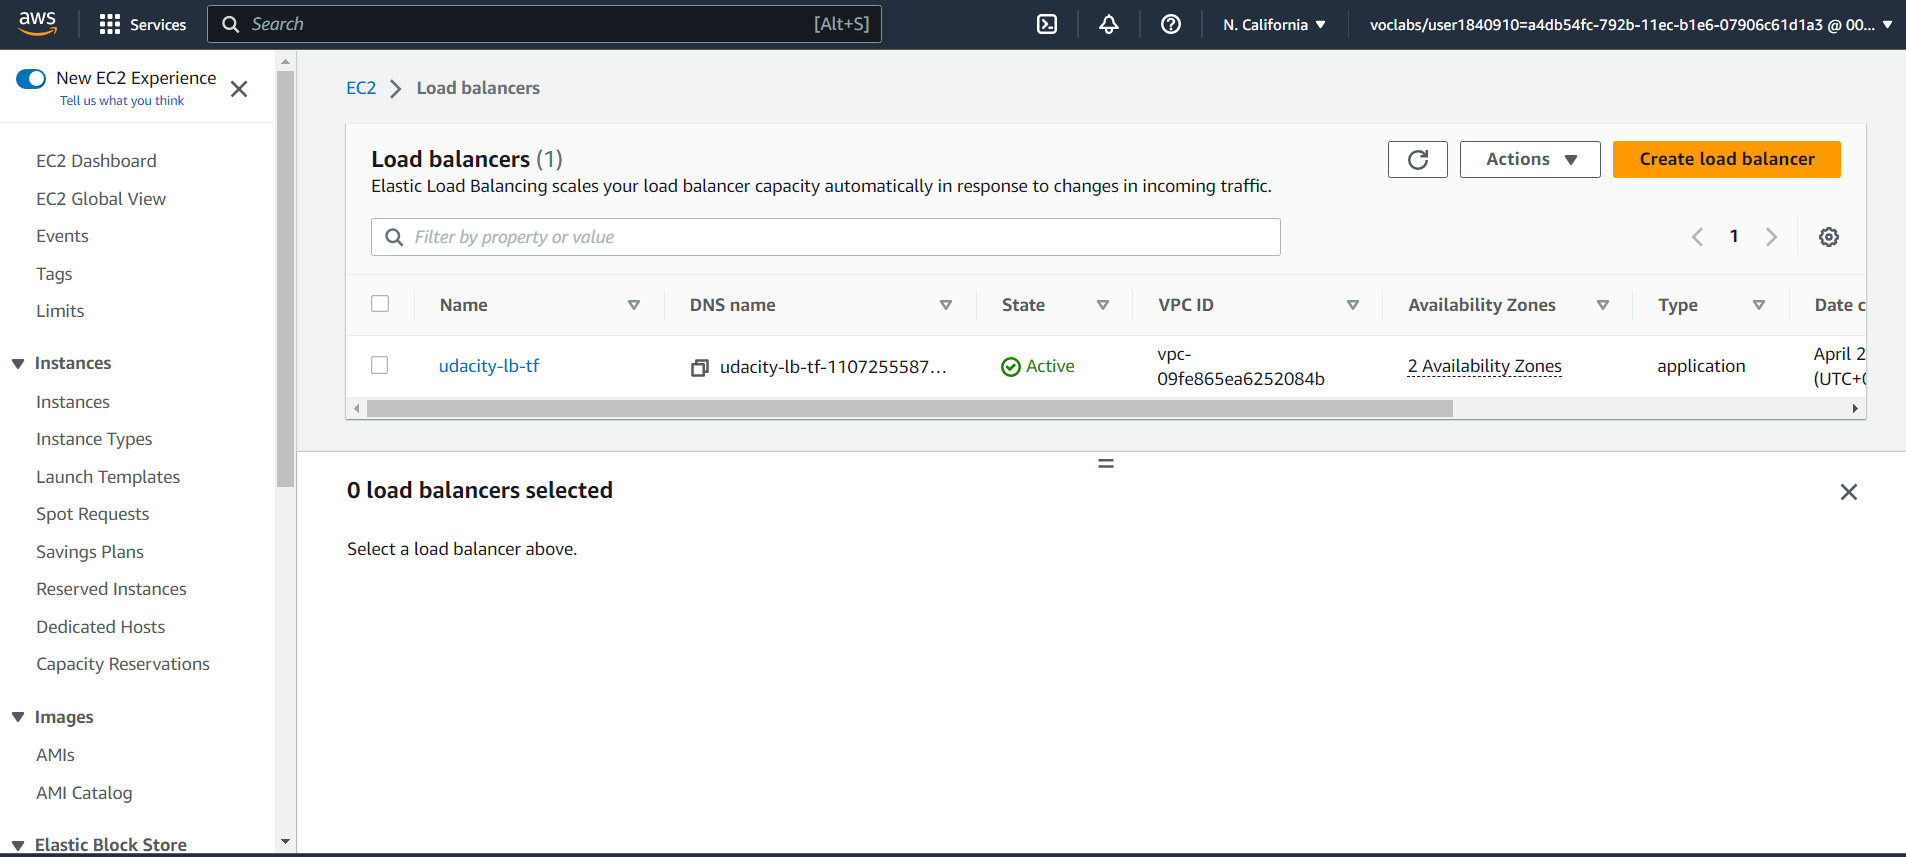 aws
Services
Search
[Alt+S]
N. California
voclabs/user1840910=a4db54fc-792b-11ec-b1e6-07906c61d1a3 @ 00...
New EC2 Experience
Tell us what you think
EC2 Dashboard
EC2 Global View
Events
Tags
Limits
Instances
Instances
Instance Types
Launch Templates
Spot Requests
Savings Plans
Reserved Instances
Dedicated Hosts
Capacity Reservations
Images
AMIs
AMI Catalog
Elastic Block Store
EC2
Load balancers
Load balancers (1)
Elastic Load Balancing scales your load balancer capacity automatically in response to changes in incoming traffic.
Actions
Create load balancer
Filter by property or value
1
Name
DNS name
State
VPC ID
Availability Zones
Type
Date c
udacity-lb-tf
udacity-lb-tf-1107255587...
Active
vpc-
09fe865ea6252084b
2 Availability Zones
application
April 2
(UTC+0
0 load balancers selected
Select a load balancer above.